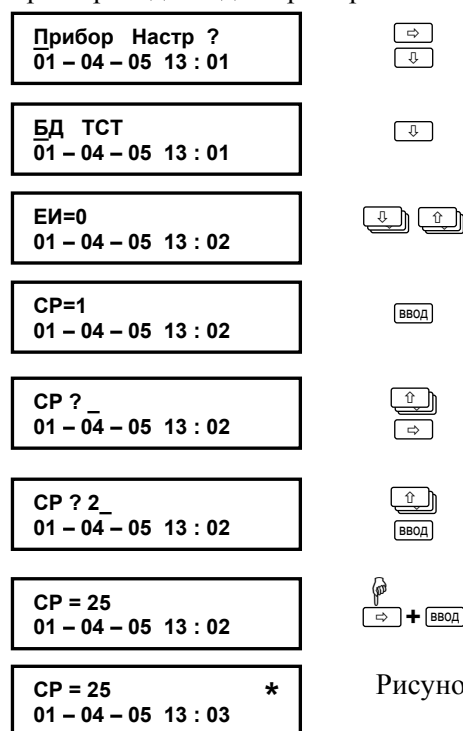 Прибор Настр ?
01 – 04 – 05 13 : 01
БД ТСТ
01 – 04 – 05 13 : 01
ЕИ=0
01 – 04 – 05 13 : 02
СР=1
01 – 04 – 05 13 : 02
ВВОД
СР ? _
01 – 04 – 05 13 : 02
СР ? 2_
01 – 04 – 05 13 : 02
ВВОД
СР = 25
01 – 04 – 05 13 : 02
+ ВВОД
СР = 25 *
01 – 04 – 05 13 : 03
Рисуно